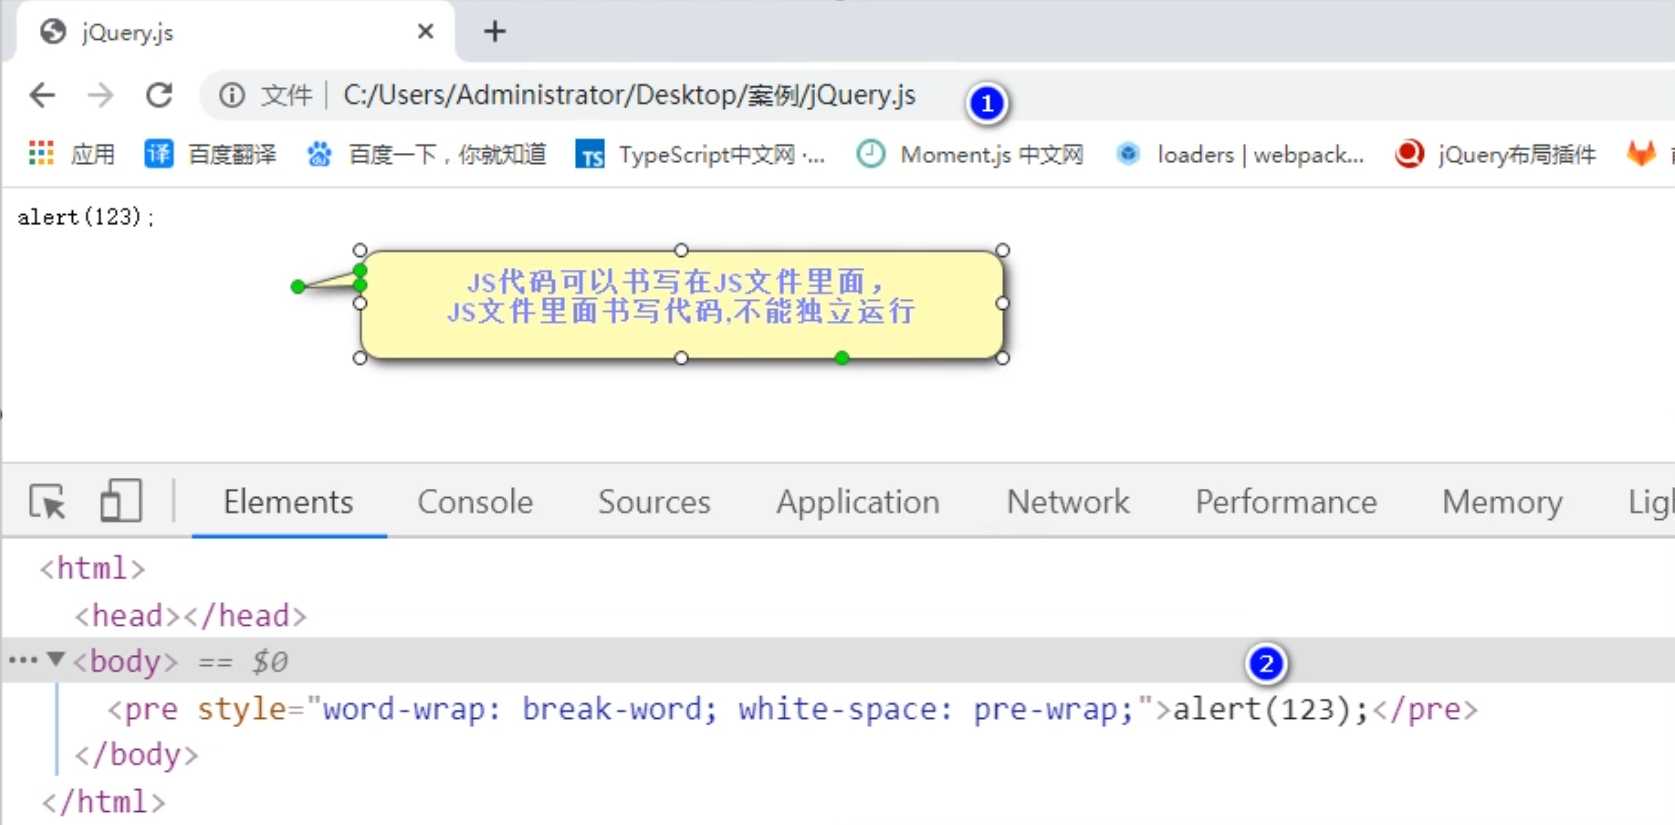 jQuery.js
文件 C:/Users/Administrator/Desktop/案例/jQuery.js 1
应用 译 百度翻译 百度一下，你就知道 TS TypeScript中文网 ·... Moment.js 中文网 loaders | webpack... jQuery布局插件
alert(123);
JS代码可以书写在JS文件里面，
JS文件里面书写代码,不能独立运行
Elements Console Sources Application Network Performance Memory Lig
<html>
<head></head>
<body> == $0 2
<pre style="word-wrap: break-word; white-space: pre-wrap;">alert(123);</pre>
</body>
</html>